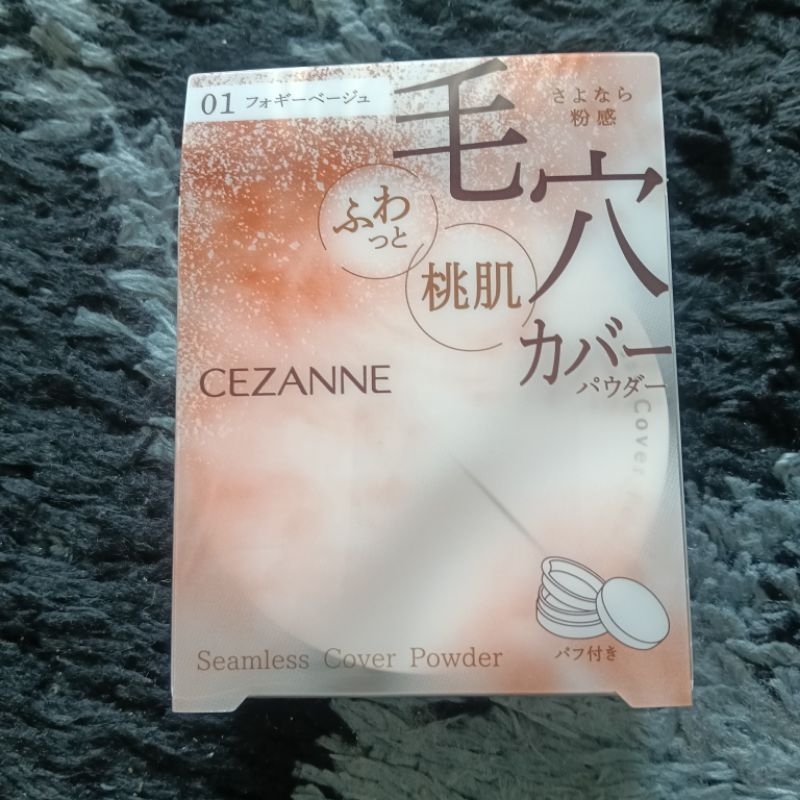 01 フォギーベージュ
さよなら
粉感
毛穴
カバー
パウダー
ふわ
っと
桃肌
CEZANNE
Cover
Seamless Cover Powder
パフ付き